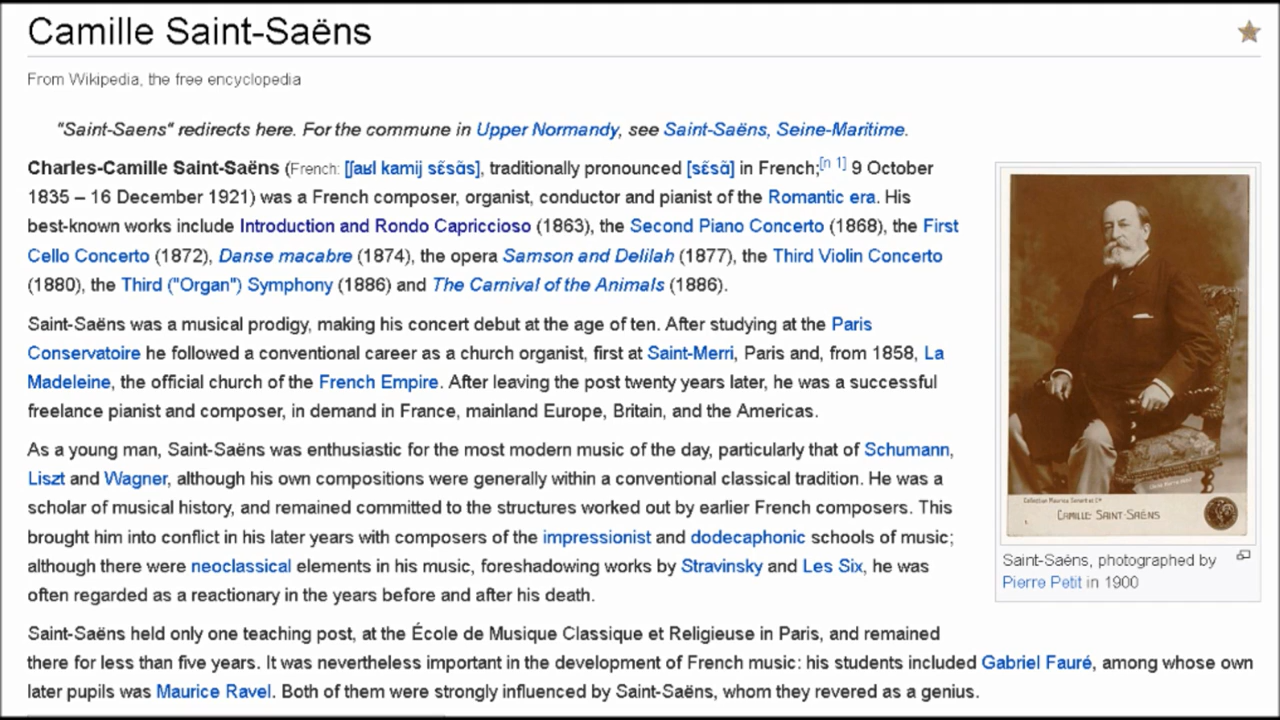 Camille Saint-Saëns
From Wikipedia, the free encyclopedia
"Saint-Saens" redirects here. For the commune in Upper Normandy, see Saint-Saëns, Seine-Maritime.
Charles-Camille Saint-Saëns (French: [ʃaʁl kamij sɛ̃sɑ̃s], traditionally pronounced [sɛ̃sɑ̃] in French;[n 1] 9 October
1835 – 16 December 1921) was a French composer, organist, conductor and pianist of the Romantic era. His
best-known works include Introduction and Rondo Capriccioso (1863), the Second Piano Concerto (1868), the First
Cello Concerto (1872), Danse macabre (1874), the opera Samson and Delilah (1877), the Third Violin Concerto
(1880), the Third ("Organ") Symphony (1886) and The Carnival of the Animals (1886).
Saint-Saëns was a musical prodigy, making his concert debut at the age of ten. After studying at the Paris
Conservatoire he followed a conventional career as a church organist, first at Saint-Merri, Paris and, from 1858, La
Madeleine, the official church of the French Empire. After leaving the post twenty years later, he was a successful
freelance pianist and composer, in demand in France, mainland Europe, Britain, and the Americas.
As a young man, Saint-Saëns was enthusiastic for the most modern music of the day, particularly that of Schumann,
Liszt and Wagner, although his own compositions were generally within a conventional classical tradition. He was a
scholar of musical history, and remained committed to the structures worked out by earlier French composers. This
brought him into conflict in his later years with composers of the impressionist and dodecaphonic schools of music;
although there were neoclassical elements in his music, foreshadowing works by Stravinsky and Les Six, he was
often regarded as a reactionary in the years before and after his death.
Saint-Saëns held only one teaching post, at the École de Musique Classique et Religieuse in Paris, and remained
there for less than five years. It was nevertheless important in the development of French music: his students included Gabriel Fauré, among whose own
later pupils was Maurice Ravel. Both of them were strongly influenced by Saint-Saëns, whom they revered as a genius.
CAMILLE SAINT-SAËNS
Saint-Saëns, photographed by
Pierre Petit in 1900